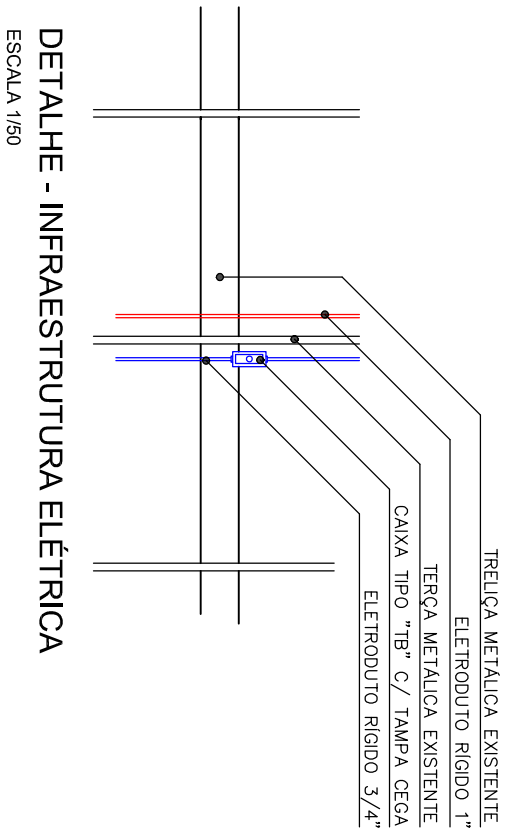 TRELIÇA METÁLICA EXISTENTE
ELETRODUTO RÍGIDO 1"
TERÇA METÁLICA EXISTENTE
CAIXA TIPO "TB" C/ TAMPA CEGA
ELETRODUTO RÍGIDO 3/4"
DETALHE - INFRAESTRUTURA ELÉTRICA
ESCALA 1/50